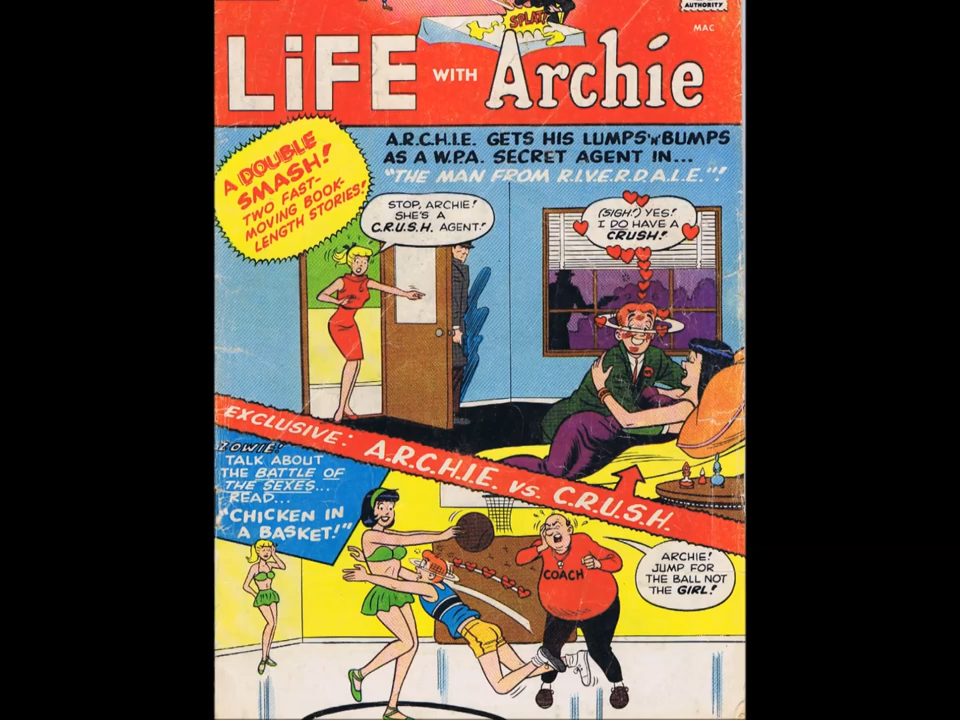 SPLAT!
AUTHORITY
MAC
LiFE WITH Archie
A DOUBLE
SMASH!
TWO FAST-
MOVING BOOK-
LENGTH STORIES!
A.R.C.H.I.E. GETS HIS LUMPS'N'BUMPS
AS A W.P.A. SECRET AGENT IN...
"THE MAN FROM R.I.V.E.R.D.A.L.E."!
STOP, ARCHIE!
SHE'S A
C.R.U.S.H. AGENT!
(SIGH!) YES!
I DO HAVE A
CRUSH!
EXCLUSIVE: A.R.C.H.I.E. VS. C.R.U.S.H.
ZOWIE!
TALK ABOUT
THE BATTLE OF
THE SEXES...
READ...
"CHICKEN IN
A BASKET!"
COACH
ARCHIE!
JUMP FOR
THE BALL NOT
THE GIRL!